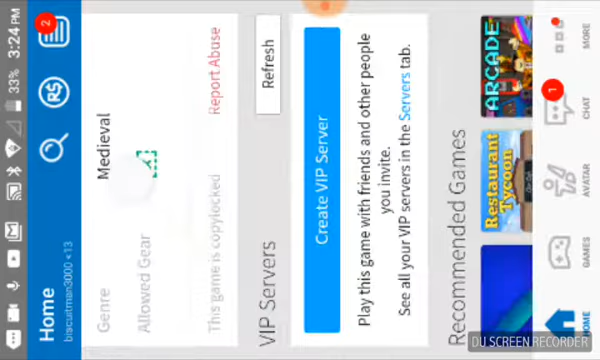 33% 3:24 PM
Home
biscuitman3000 <13
R$
2
Genre
Medieval
Allowed Gear
This game is copylocked
Report Abuse
VIP Servers
Refresh
Create VIP Server
Play this game with friends and other people
you invite.
See all your VIP servers in the Servers tab.
Recommended Games
Restaurant
Tycoon
ARCADE
HOME
GAMES
AVATAR
CHAT
1
MORE
DU SCREEN RECORDER